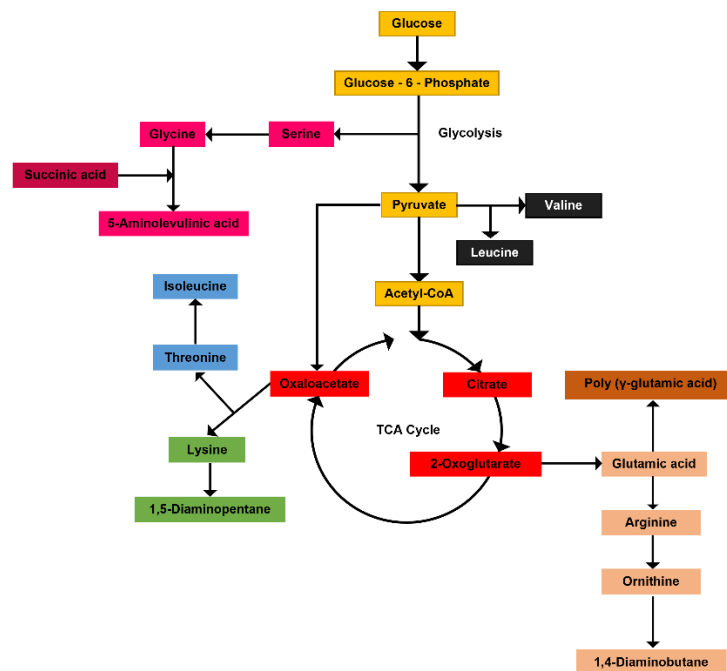 Glucose
Glucose - 6 - Phosphate
Glycine
Serine
Glycolysis
Succinic acid
5-Aminolevulinic acid
Pyruvate
Valine
Leucine
Isoleucine
Acetyl-CoA
Threonine
Oxaloacetate
Citrate
Poly (γ-glutamic acid)
TCA Cycle
Lysine
2-Oxoglutarate
Glutamic acid
1,5-Diaminopentane
Arginine
Ornithine
1,4-Diaminobutane